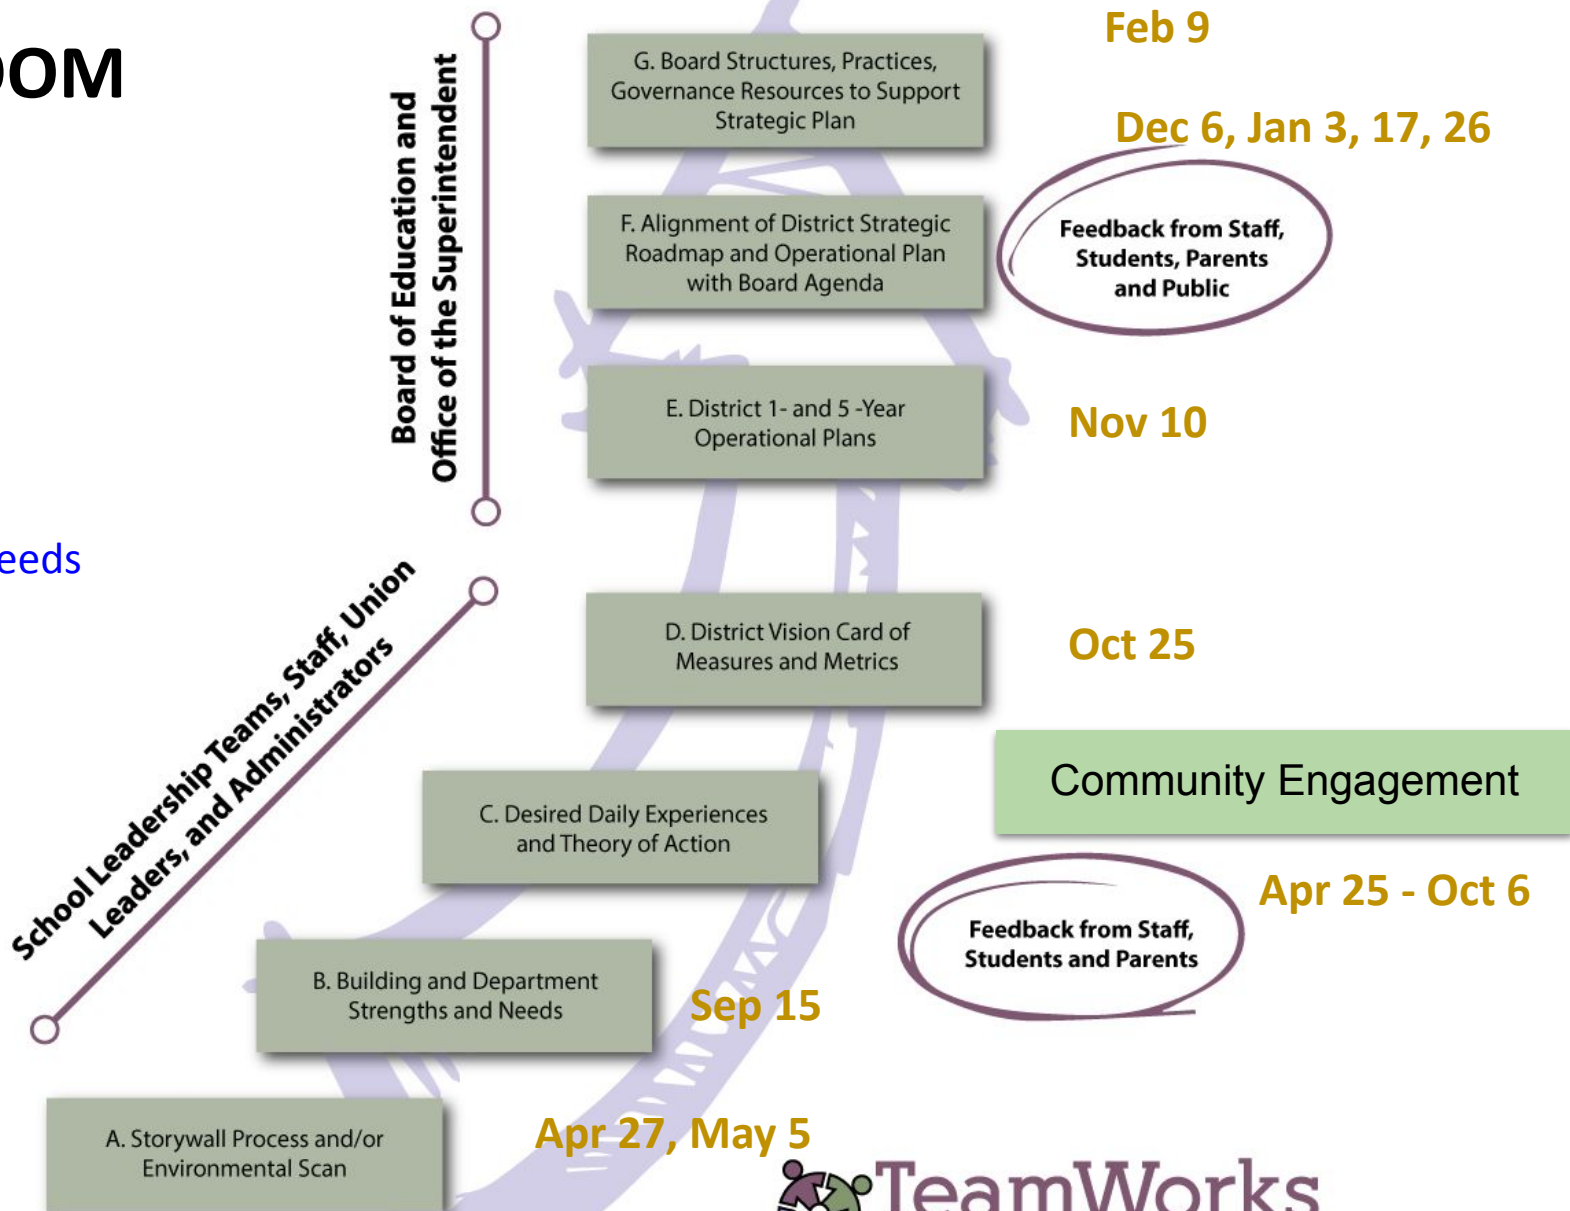 OOM
Feb 9
G. Board Structures, Practices,
Governance Resources to Support
Strategic Plan
Dec 6, Jan 3, 17, 26
Board of Education and
Office of the Superintendent
F. Alignment of District Strategic
Roadmap and Operational Plan
with Board Agenda
Feedback from Staff,
Students, Parents
and Public
E. District 1- and 5 -Year
Operational Plans
Nov 10
eeds
School Leadership Teams, Staff, Union
Leaders, and Administrators
D. District Vision Card of
Measures and Metrics
Oct 25
Community Engagement
C. Desired Daily Experiences
and Theory of Action
Apr 25 - Oct 6
Feedback from Staff,
Students and Parents
B. Building and Department
Strengths and Needs
Sep 15
A. Storywall Process and/or
Environmental Scan
Apr 27, May 5
TeamWorks